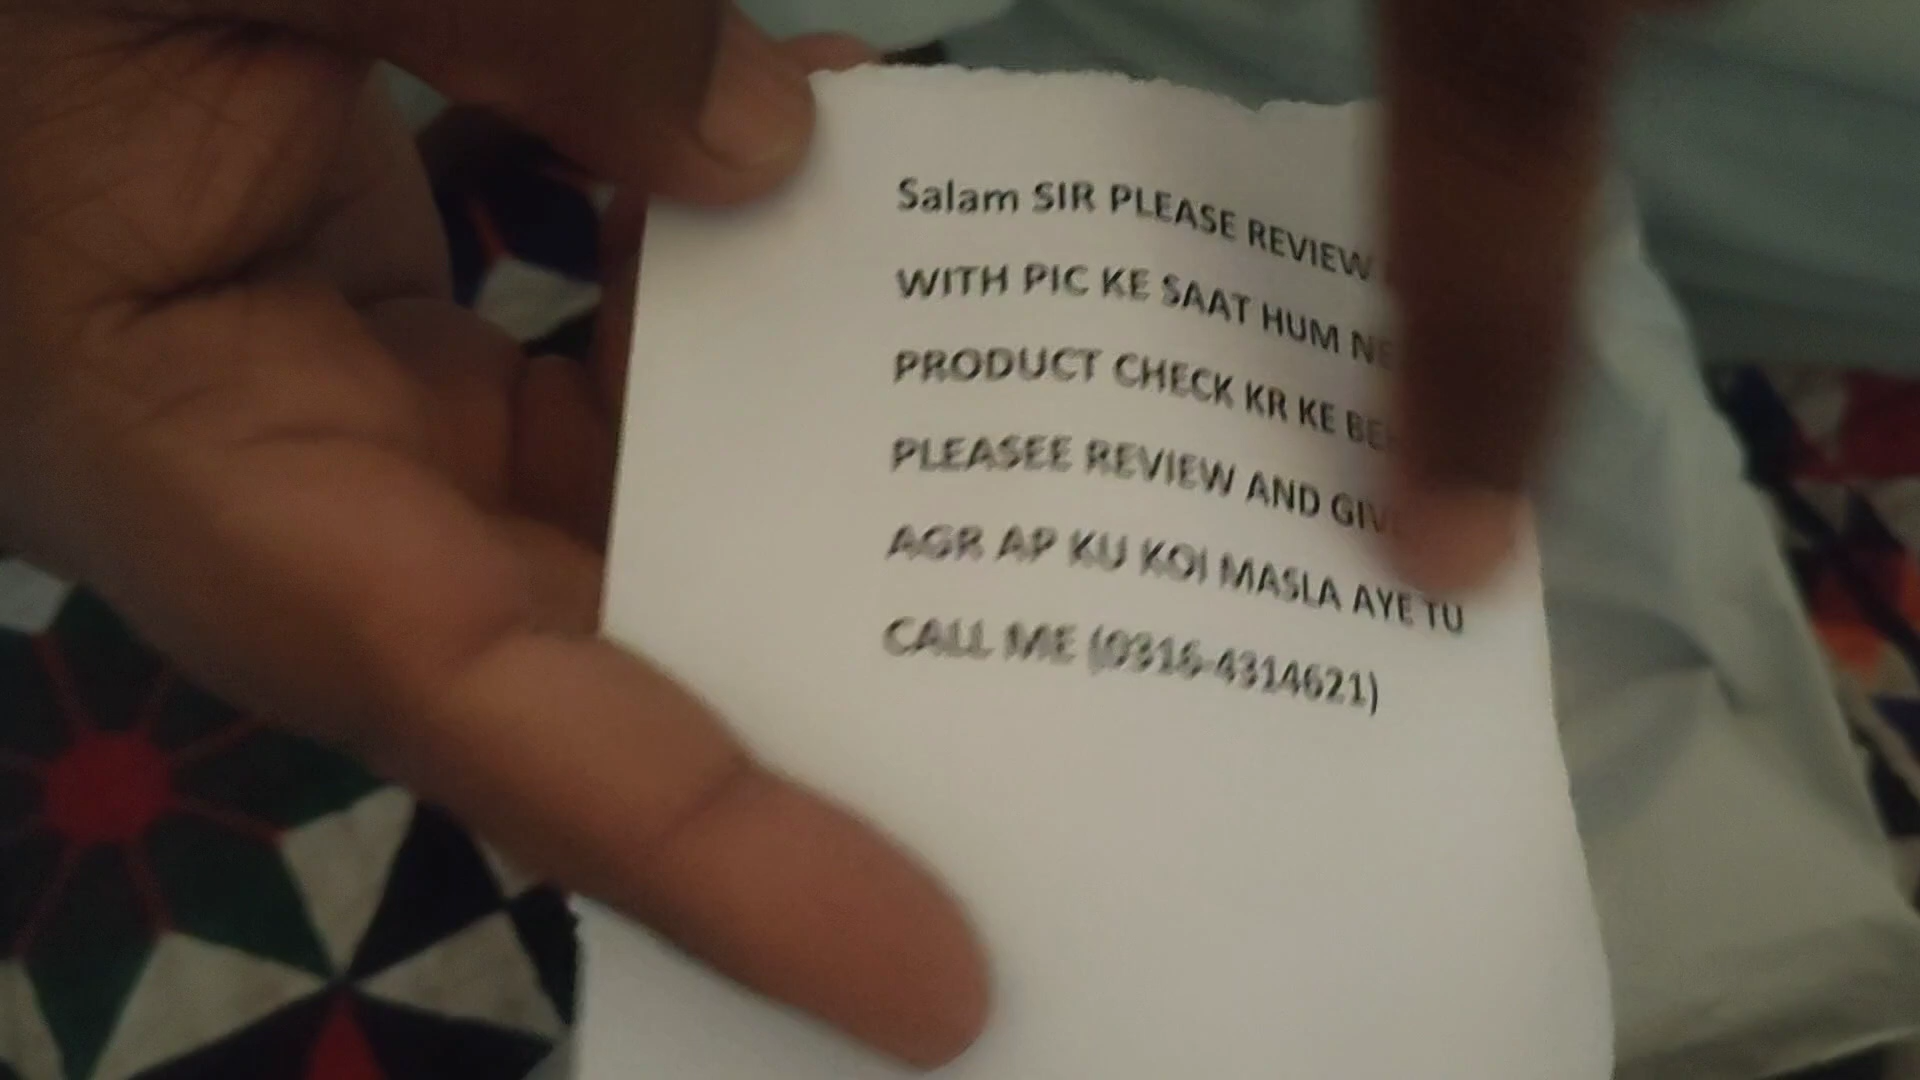 Salam SIR PLEASE REVIEW
WITH PIC KE SAAT HUM NE
PRODUCT CHECK KR KE
PLEASEE REVIEW AND
AGR AP KU KOI MASLA AYE TU
CALL ME (0316-4314621)